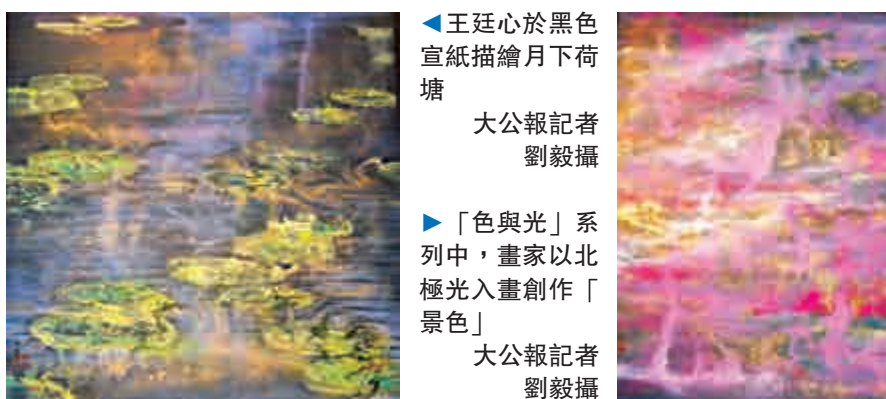 ◀王廷心於黑色
宣紙描繪月下荷
塘
大公報記者
劉毅攝
▶「色與光」系
列中，畫家以北
極光入畫創作「
景色」
大公報記者
劉毅攝